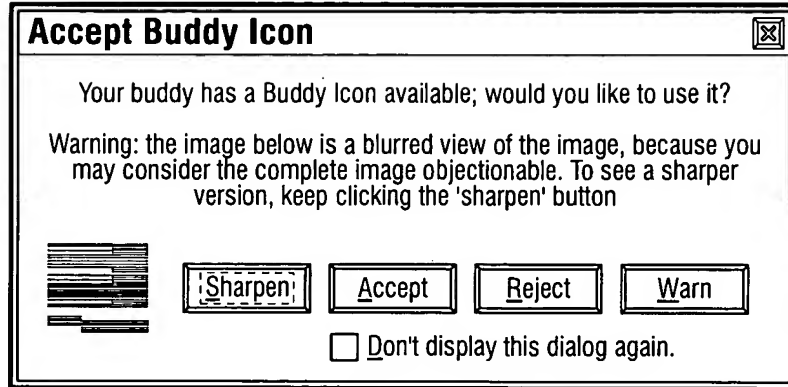 Accept Buddy Icon
Your buddy has a Buddy Icon available; would you like to use it?
Warning: the image below is a blurred view of the image, because you
may consider the complete image objectionable. To see a sharper
version, keep clicking the 'sharpen' button
Sharpen Accept Reject Warn
Don't display this dialog again.